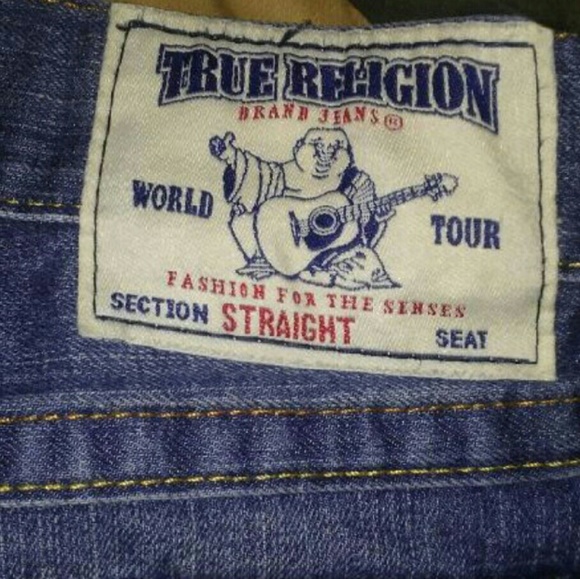 TRUE RELIGION
BRAND JEANS®
WORLD TOUR
FASHION FOR THE SENSES
SECTION STRAIGHT SEAT